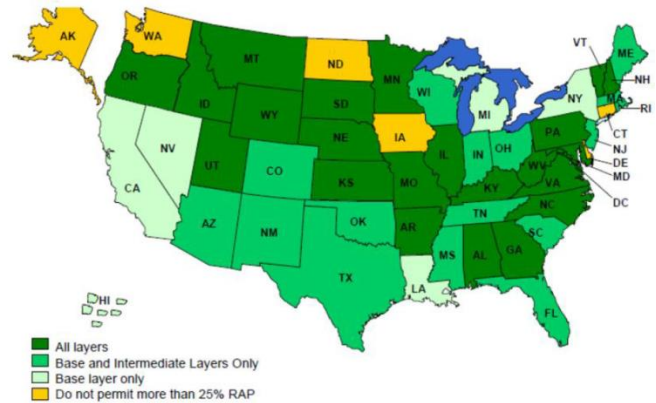 AK
WA
MT
ND
MN
VT
ME
OR
ID
WY
SD
WI
MI
NY
NH
MA
RI
CT
NJ
DE
MD
DC
NV
UT
CO
NE
IA
IL
IN
OH
PA
CA
KS
MO
KY
WV
VA
AZ
NM
OK
AR
TN
NC
SC
TX
LA
MS
AL
GA
FL
HI
All layers
Base and Intermediate Layers Only
Base layer only
Do not permit more than 25% RAP